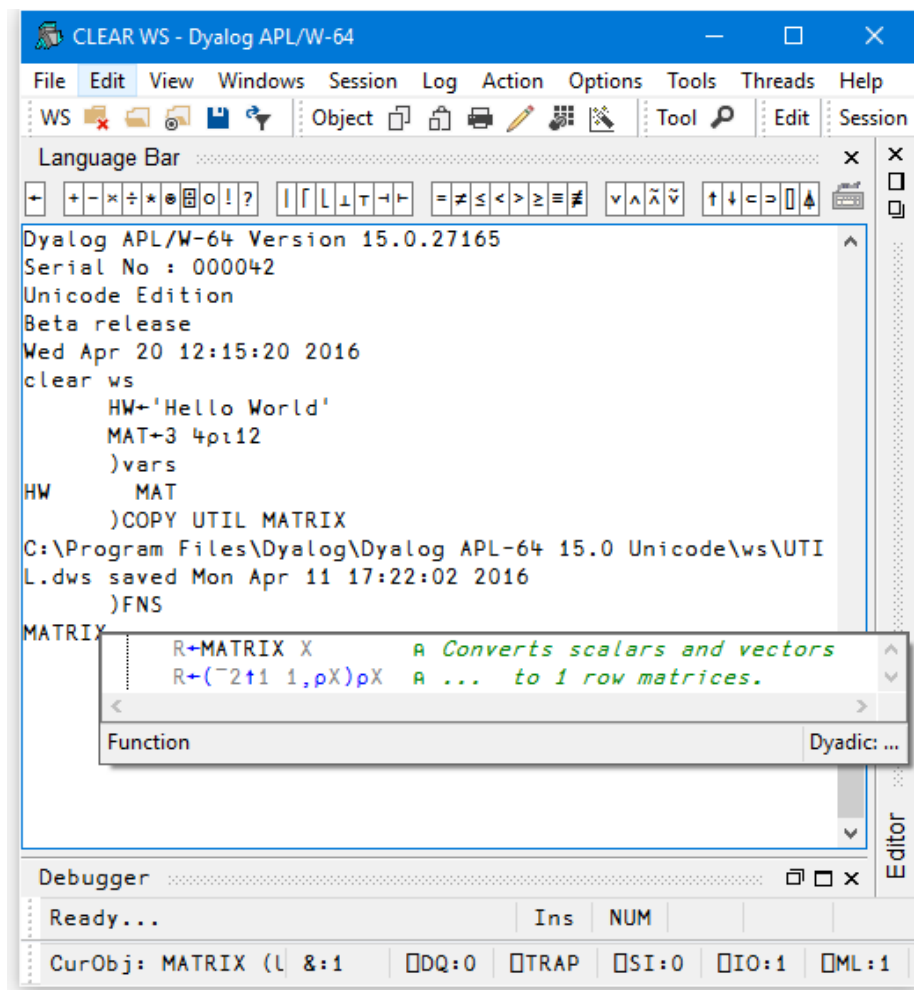 CLEAR WS - Dyalog APL/W-64
File Edit View Windows Session Log Action Options Tools Threads Help
WS Object Tool Edit Session
Language Bar
← + - × ÷ * ⍟ ⌹ ○ ! ? | ⌈ ⌊ ⊥ ⊤ ⊣ ⊢ = ≠ ≤ < > ≥ ≡ ≢ ∨ ∧ ⍲ ⍱ ↑ ↓ ⊂ ⊃ ⌷ ⍋
Dyalog APL/W-64 Version 15.0.27165
Serial No : 000042
Unicode Edition
Beta release
Wed Apr 20 12:15:20 2016
clear ws
HW←'Hello World'
MAT←3 4⍴⍳12
)vars
HW MAT
)COPY UTIL MATRIX
C:\Program Files\Dyalog\Dyalog APL-64 15.0 Unicode\ws\UTI
L.dws saved Mon Apr 11 17:22:02 2016
)FNS
MATRIX
R←MATRIX X ⍝ Converts scalars and vectors
R←(¯2↑1 1,⍴X)⍴X ⍝ ... to 1 row matrices.
Function Dyadic: ...
Editor
Debugger
Ready... Ins NUM
CurObj: MATRIX (U &:1 ⎕DQ:0 ⎕TRAP ⎕SI:0 ⎕IO:1 ⎕ML:1